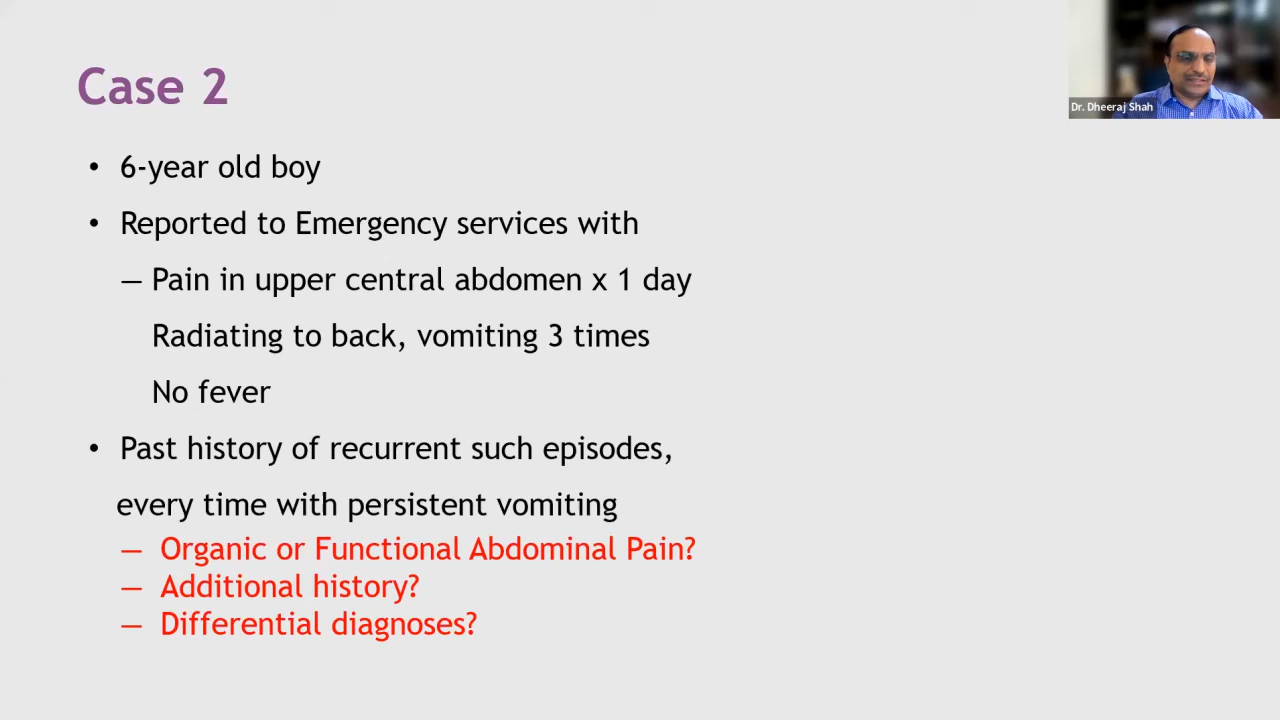 Case 2
Dr. Dheeraj Shah
• 6-year old boy
• Reported to Emergency services with
— Pain in upper central abdomen x 1 day
Radiating to back, vomiting 3 times
No fever
• Past history of recurrent such episodes,
every time with persistent vomiting
— Organic or Functional Abdominal Pain?
— Additional history?
— Differential diagnoses?